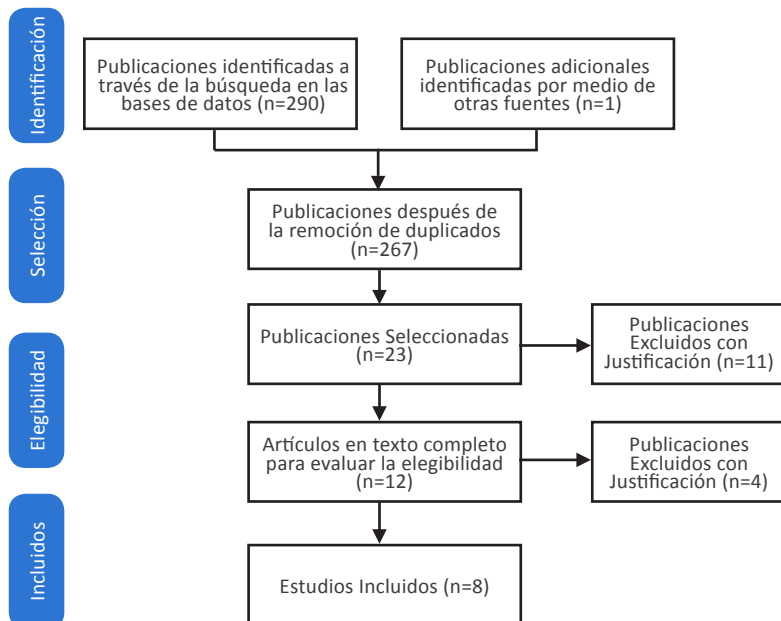 Identificación
Publicaciones identificadas a
través de la búsqueda en las
bases de datos (n=290)
Publicaciones adicionales
identificadas por medio de
otras fuentes (n=1)
Selección
Publicaciones después de
la remoción de duplicados
(n=267)
Publicaciones Seleccionadas
(n=23)
Publicaciones
Excluidos con
Justificación (n=11)
Elegibilidad
Artículos en texto completo
para evaluar la elegibilidad
(n=12)
Publicaciones
Excluidos con
Justificación (n=4)
Incluidos
Estudios Incluidos (n=8)